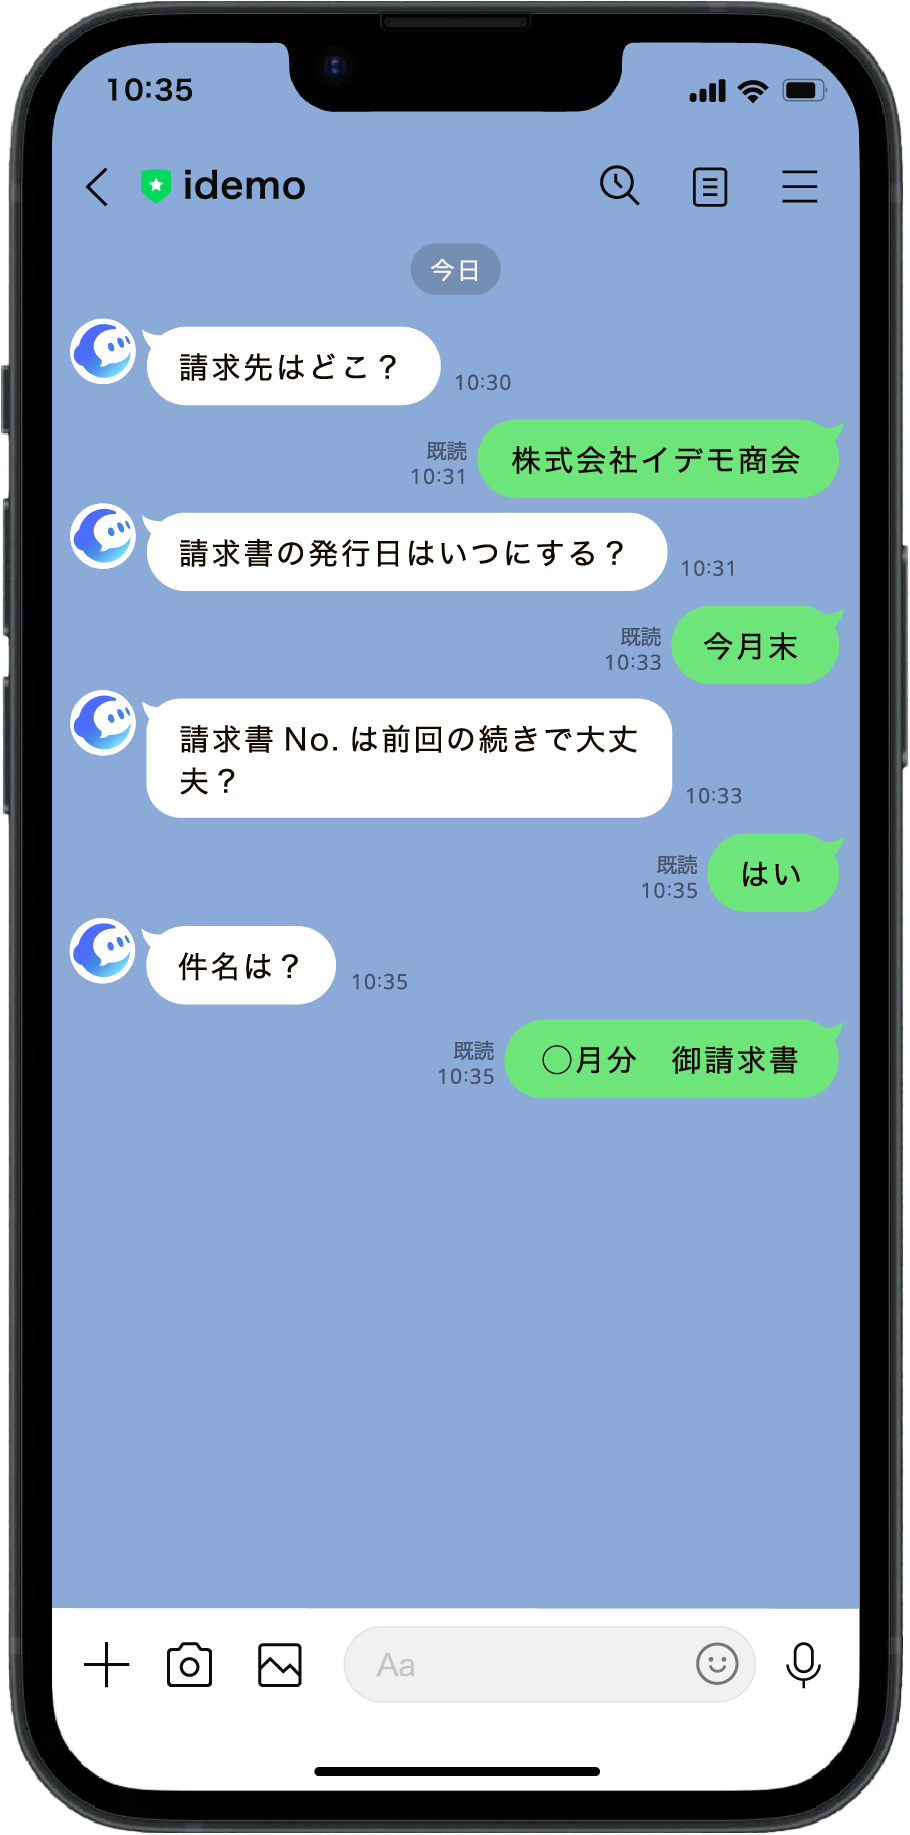 10:35
idemo
今日
請求先はどこ？
10:30
既読
10:31
株式会社イデモ商会
請求書の発行日はいつにする？
10:31
既読
10:33
今月末
請求書 No. は前回の続きで大丈
夫？
10:33
既読
10:35
はい
件名は？
10:35
既読
10:35
○月分　御請求書
Aa